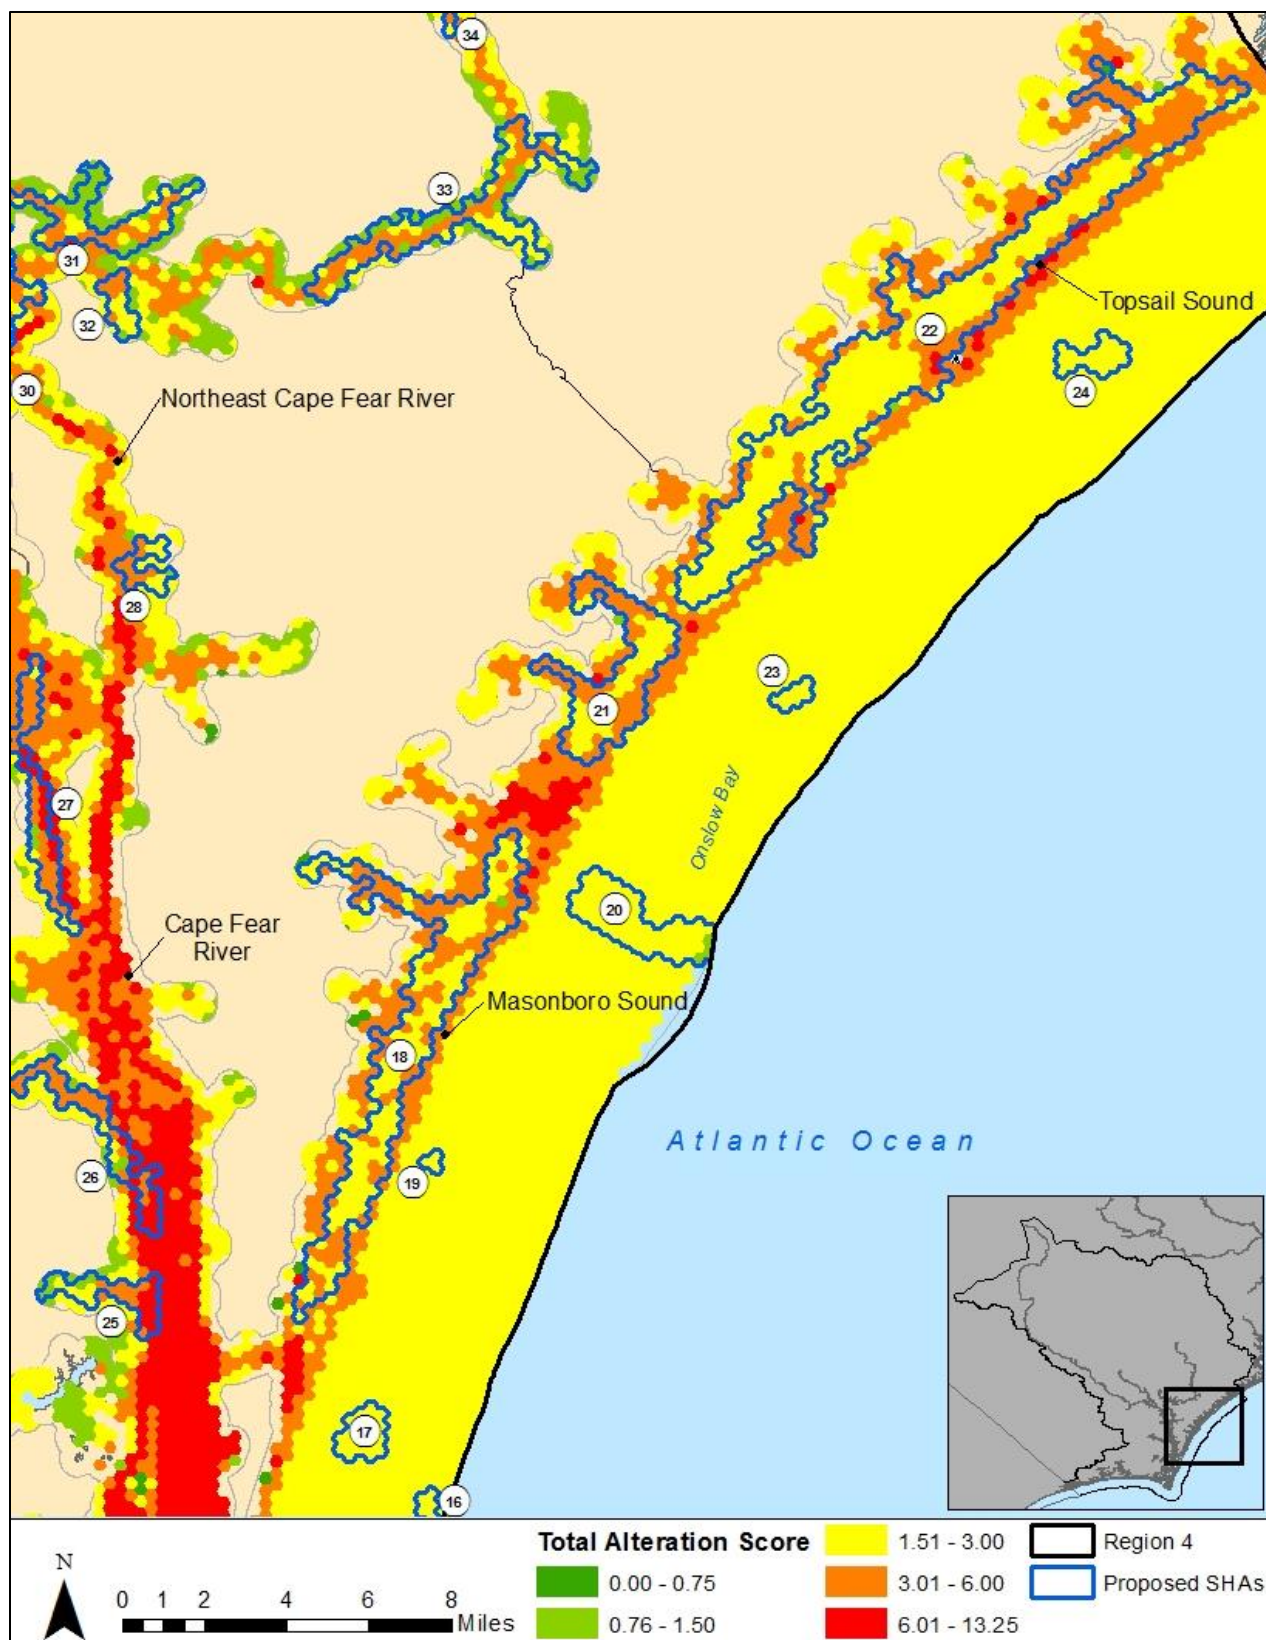 34
33
31
32
22
Topsail Sound
24
30
Northeast Cape Fear River
28
23
21
27
Onslow Bay
20
Cape Fear
River
Masonboro Sound
18
Atlantic Ocean
19
26
25
17
16
N
0 1 2 4 6 8
Miles
Total Alteration Score
0.00 - 0.75
0.76 - 1.50
1.51 - 3.00
3.01 - 6.00
6.01 - 13.25
Region 4
Proposed SHAs